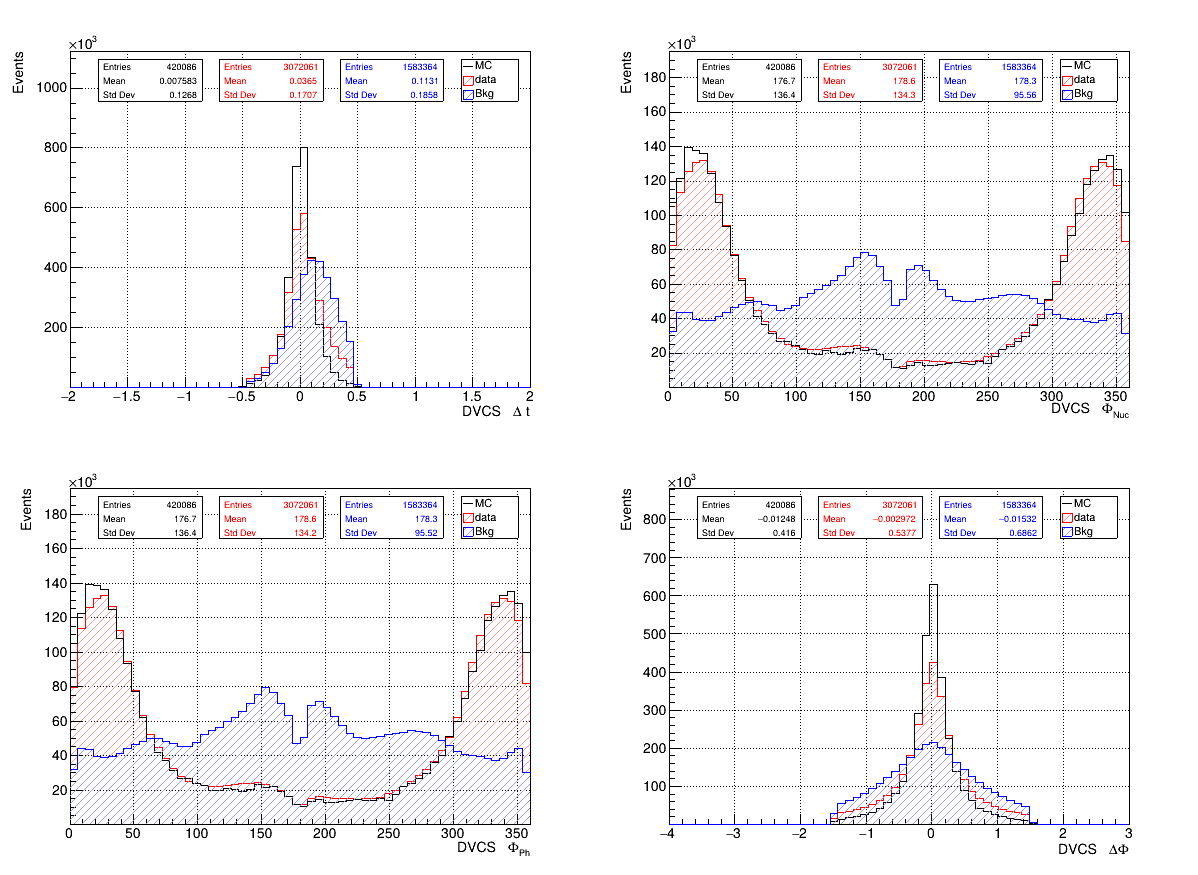 ×10³
Events
Entries 420086
Mean 0.007583
Std Dev 0.1268
Entries 3072061
Mean 0.0365
Std Dev 0.1707
Entries 1583364
Mean 0.1131
Std Dev 0.1858
MC
data
Bkg
1000
800
600
400
200
−2 −1.5 −1 −0.5 0 0.5 1 1.5 2
DVCS Δ t
×10³
Events
Entries 420086
Mean 176.7
Std Dev 136.4
Entries 3072061
Mean 178.6
Std Dev 134.3
Entries 1583364
Mean 178.3
Std Dev 95.56
MC
data
Bkg
180
160
140
120
100
80
60
40
20
0 50 100 150 200 250 300 350
DVCS Φ_Nuc
×10³
Events
Entries 420086
Mean 176.7
Std Dev 136.4
Entries 3072061
Mean 178.6
Std Dev 134.2
Entries 1583364
Mean 178.3
Std Dev 95.52
MC
data
Bkg
180
160
140
120
100
80
60
40
20
0 50 100 150 200 250 300 350
DVCS Φ_Ph
×10³
Events
Entries 420086
Mean −0.01248
Std Dev 0.416
Entries 3072061
Mean −0.002972
Std Dev 0.5377
Entries 1583364
Mean −0.01532
Std Dev 0.6862
MC
data
Bkg
800
700
600
500
400
300
200
100
−4 −3 −2 −1 0 1 2 3
DVCS ΔΦ